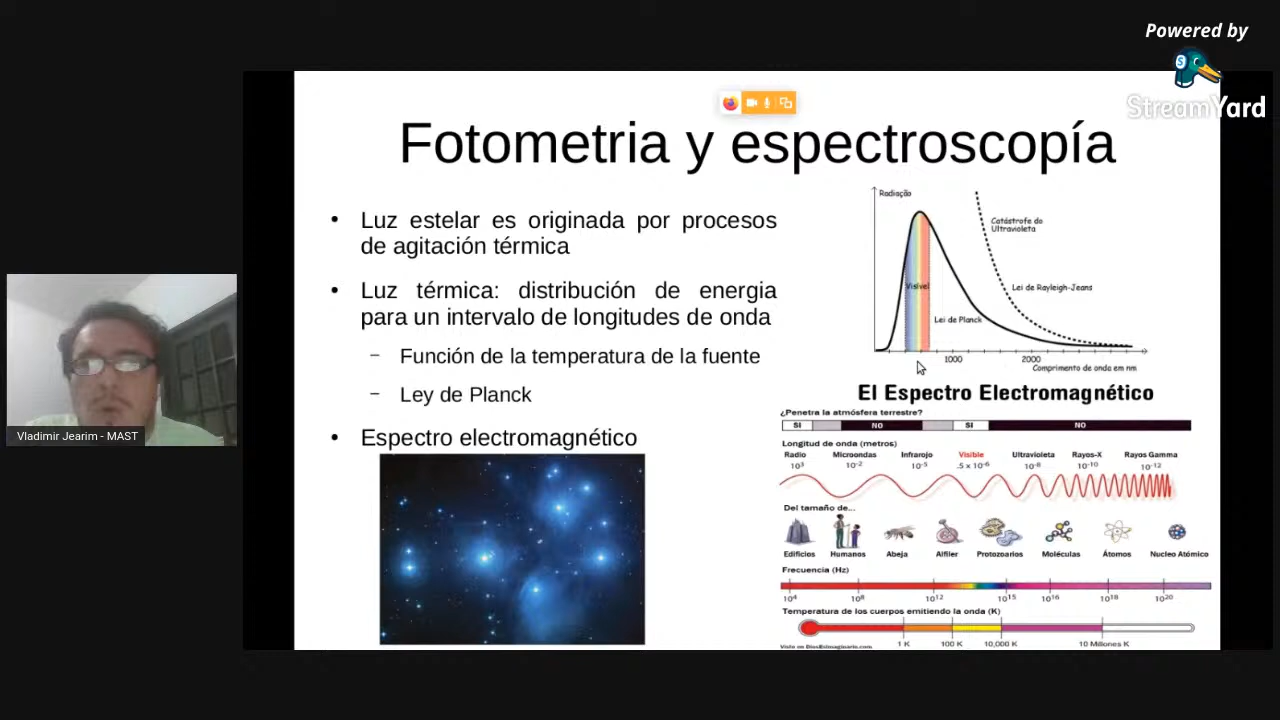 Powered by
StreamYard
Fotometria y espectroscopía
Luz estelar es originada por procesos
de agitación térmica
Luz térmica: distribución de energia
para un intervalo de longitudes de onda
Función de la temperatura de la fuente
Ley de Planck
Espectro electromagnético
Vladimir Jearim - MAST
Radiação
Catástrofe do
Ultravioleta
Visível
Lei de Rayleigh-Jeans
Lei de Planck
1000 2000
Comprimento de onda em nm
El Espectro Electromagnético
¿Penetra la atmósfera terrestre?
SI NO SI NO
Longitud de onda (metros)
Radio Microondas Infrarojo Visible Ultravioleta Rayos-X Rayos Gamma
10³ 10⁻² 10⁻⁵ .5 x 10⁻⁶ 10⁻⁸ 10⁻¹⁰ 10⁻¹²
Del tamaño de...
Edificios Humanos Abeja Alfiler Protozoarios Moléculas Átomos Nucleo Atómico
Frecuencia (Hz)
10⁴ 10⁸ 10¹² 10¹⁵ 10¹⁶ 10¹⁸ 10²⁰
Temperatura de los cuerpos emitiendo la onda (K)
1 K 100 K 10,000 K 10 Millones K
Visto en DiosEsImaginario.com